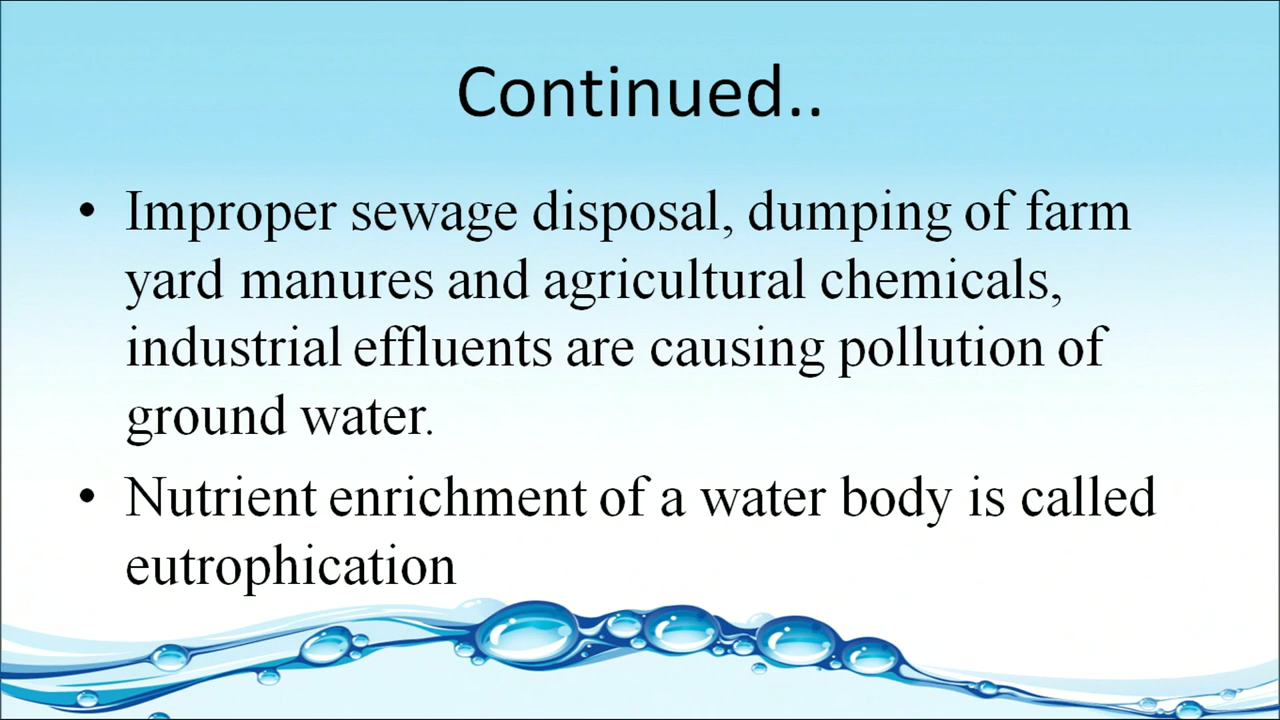 Continued..
• Improper sewage disposal, dumping of farm
yard manures and agricultural chemicals,
industrial effluents are causing pollution of
ground water.
• Nutrient enrichment of a water body is called
eutrophication